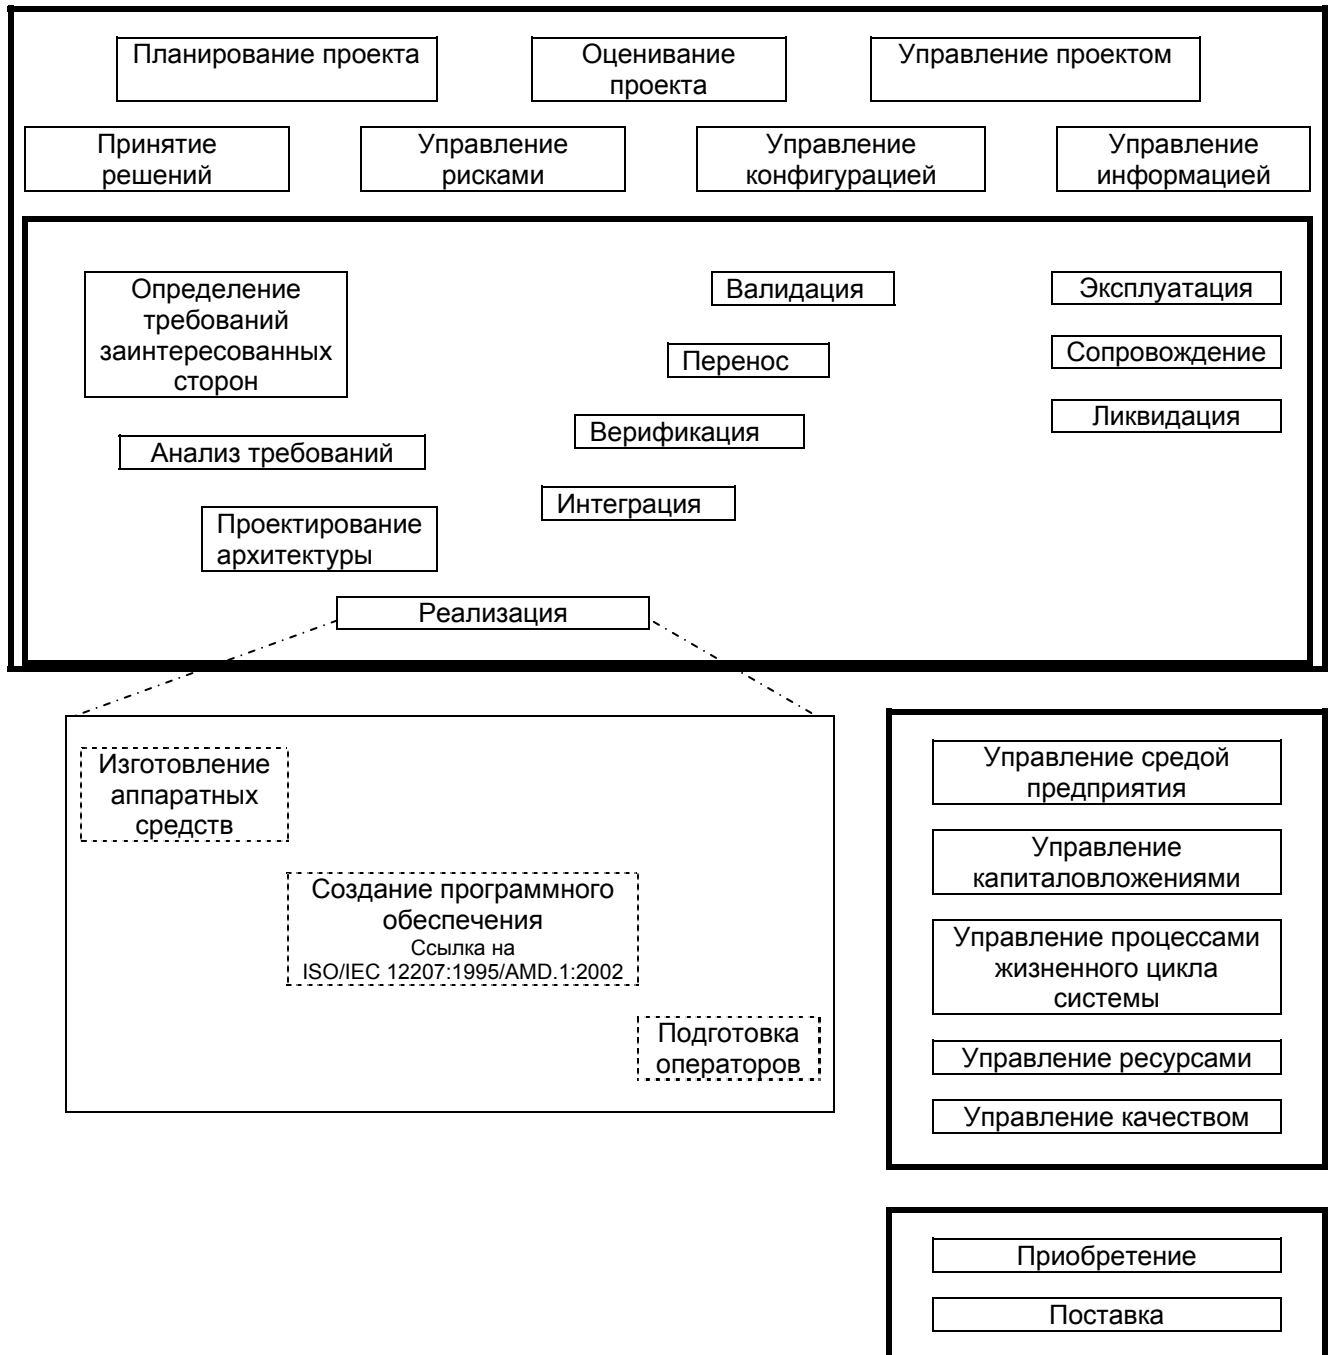 Планирование проекта
Оценивание
проекта
Управление проектом
Принятие
решений
Управление
рисками
Управление
конфигурацией
Управление
информацией
Определение
требований
заинтересованных
сторон
Анализ требований
Проектирование
архитектуры
Реализация
Валидация
Перенос
Верификация
Интеграция
Эксплуатация
Сопровождение
Ликвидация
Изготовление
аппаратных
средств
Создание программного
обеспечения
Ссылка на
ISO/IEC 12207:1995/AMD.1:2002
Подготовка
операторов
Управление средой
предприятия
Управление
капиталовложениями
Управление процессами
жизненного цикла
системы
Управление ресурсами
Управление качеством
Приобретение
Поставка